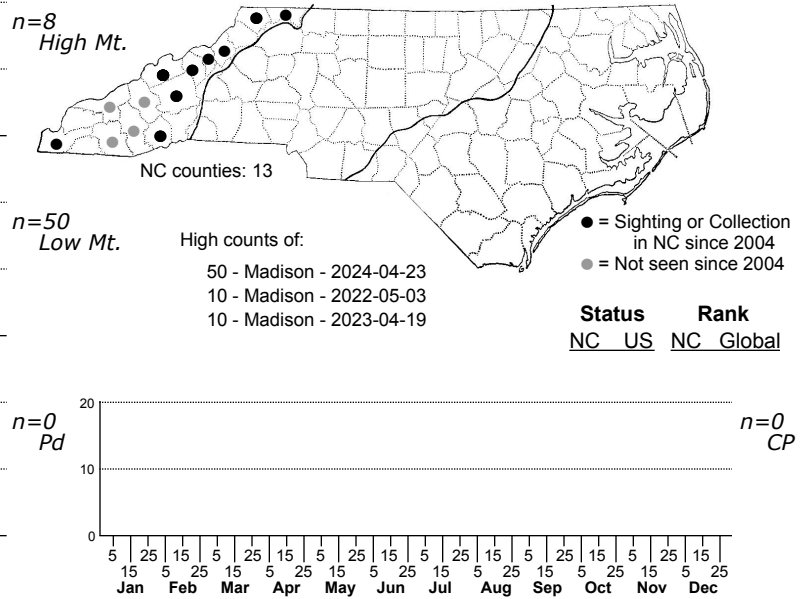 n=8
High Mt.
NC counties: 13
n=50
Low Mt.
High counts of:
50 - Madison - 2024-04-23
10 - Madison - 2022-05-03
10 - Madison - 2023-04-19
= Sighting or Collection
in NC since 2004
= Not seen since 2004
Status Rank
NC US NC Global
n=0
Pd
n=0
CP
20
10
0
5 25 15 5 25 15 5 25 15 5 25 15 5 25 15 5 25 15
15 5 25 15 5 25 15 5 25 15 5 25 15 5 25 15 5 25
Jan Feb Mar Apr May Jun Jul Aug Sep Oct Nov Dec